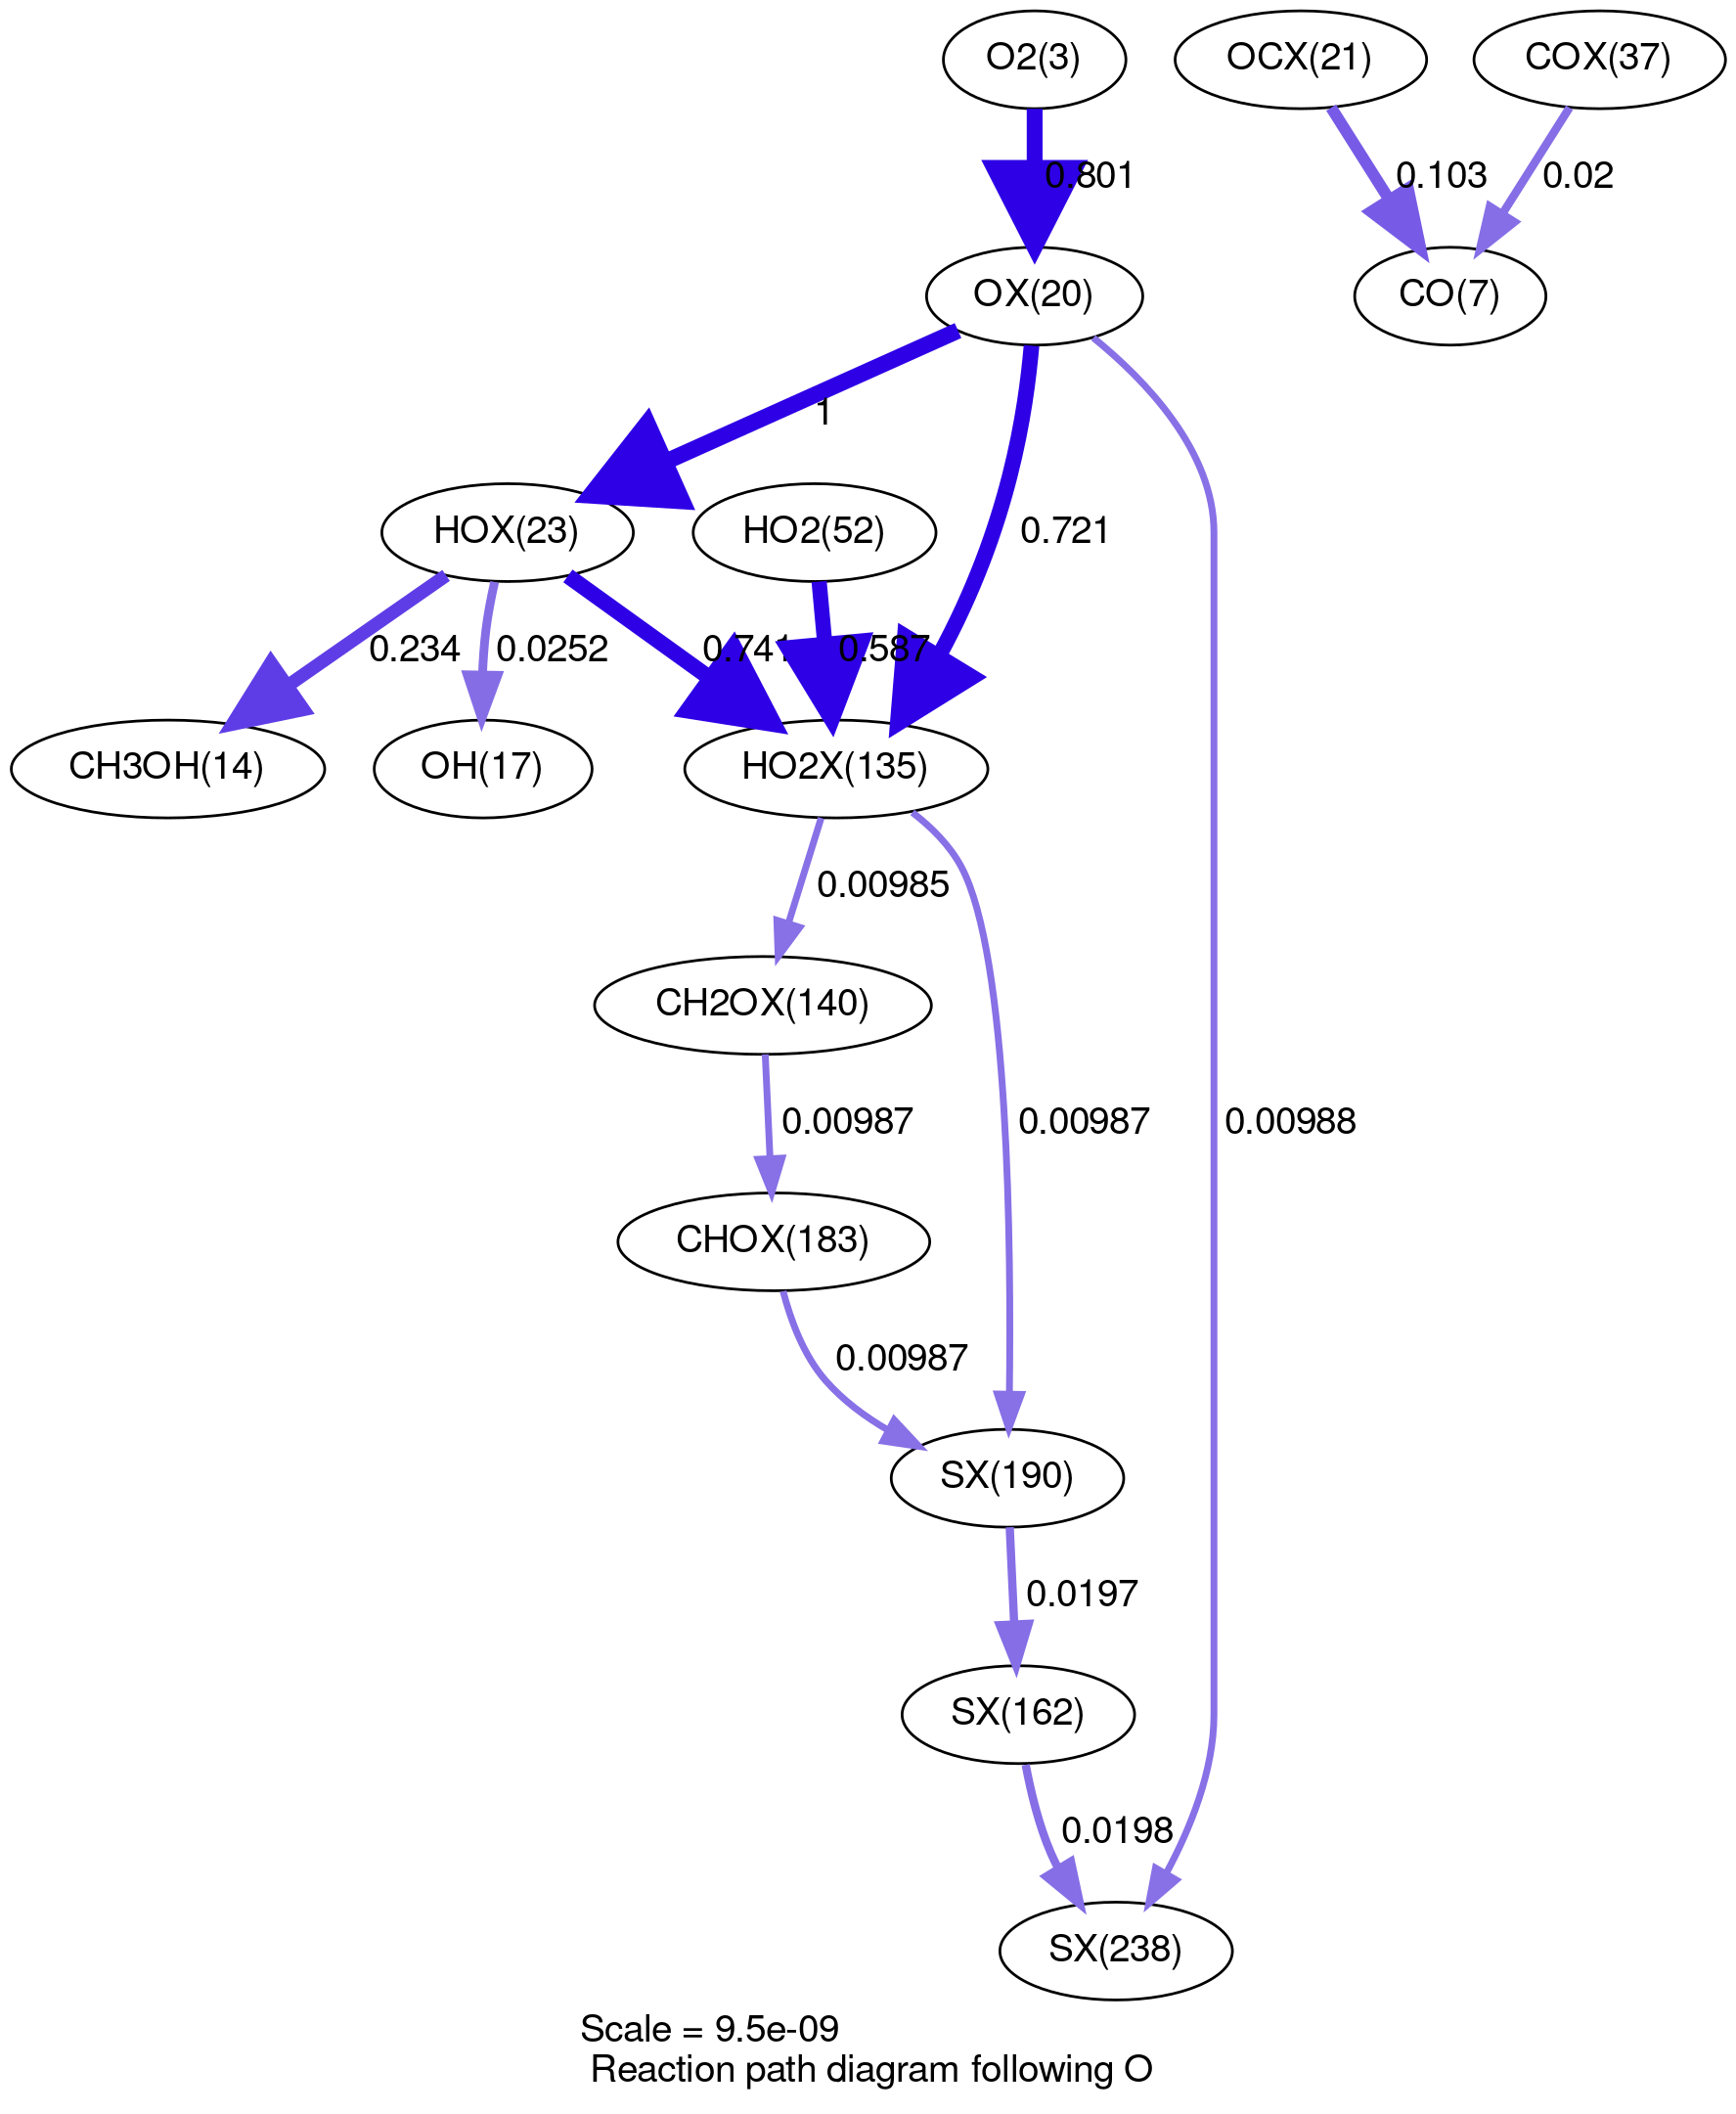 O2(3)
OCX(21)
COX(37)
0.801
0.103
0.02
OX(20)
CO(7)
1
HOX(23)
HO2(52)
0.721
0.234
0.0252
0.741
0.587
CH3OH(14)
OH(17)
HO2X(135)
0.00985
CH2OX(140)
0.00987
0.00987
0.00988
CHOX(183)
0.00987
SX(190)
0.0197
SX(162)
0.0198
SX(238)
Scale = 9.5e-09
Reaction path diagram following O